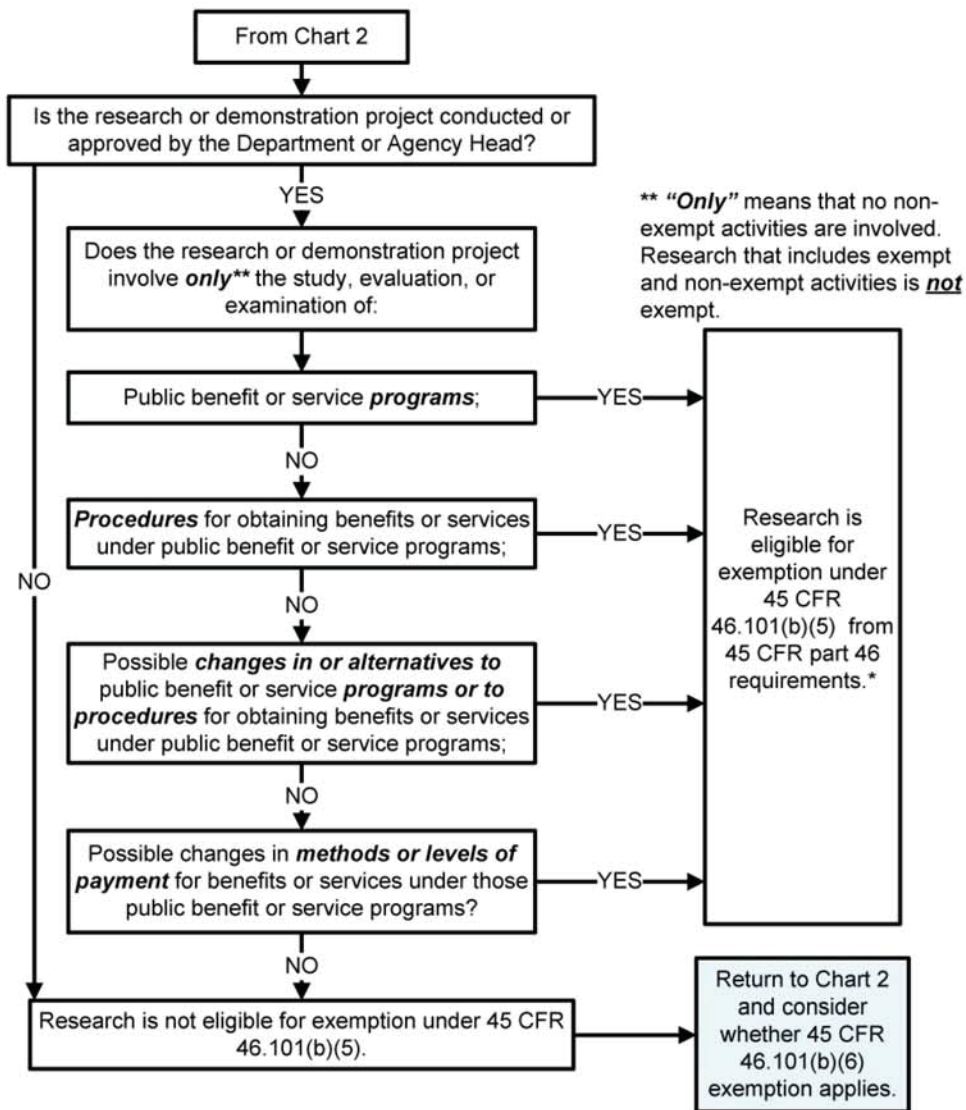 From Chart 2
Is the research or demonstration project conducted or
approved by the Department or Agency Head?
YES
** “Only” means that no non-
exempt activities are involved.
Research that includes exempt
and non-exempt activities is not
exempt.
Does the research or demonstration project
involve only** the study, evaluation, or
examination of:
Public benefit or service programs;
YES
NO
Procedures for obtaining benefits or services
under public benefit or service programs;
YES
NO
NO
Possible changes in or alternatives to
public benefit or service programs or to
procedures for obtaining benefits or services
under public benefit or service programs;
YES
NO
Possible changes in methods or levels of
payment for benefits or services under those
public benefit or service programs?
YES
NO
Research is
eligible for
exemption under
45 CFR
46.101(b)(5) from
45 CFR part 46
requirements.*
Research is not eligible for exemption under 45 CFR
46.101(b)(5).
Return to Chart 2
and consider
whether 45 CFR
46.101(b)(6)
exemption applies.